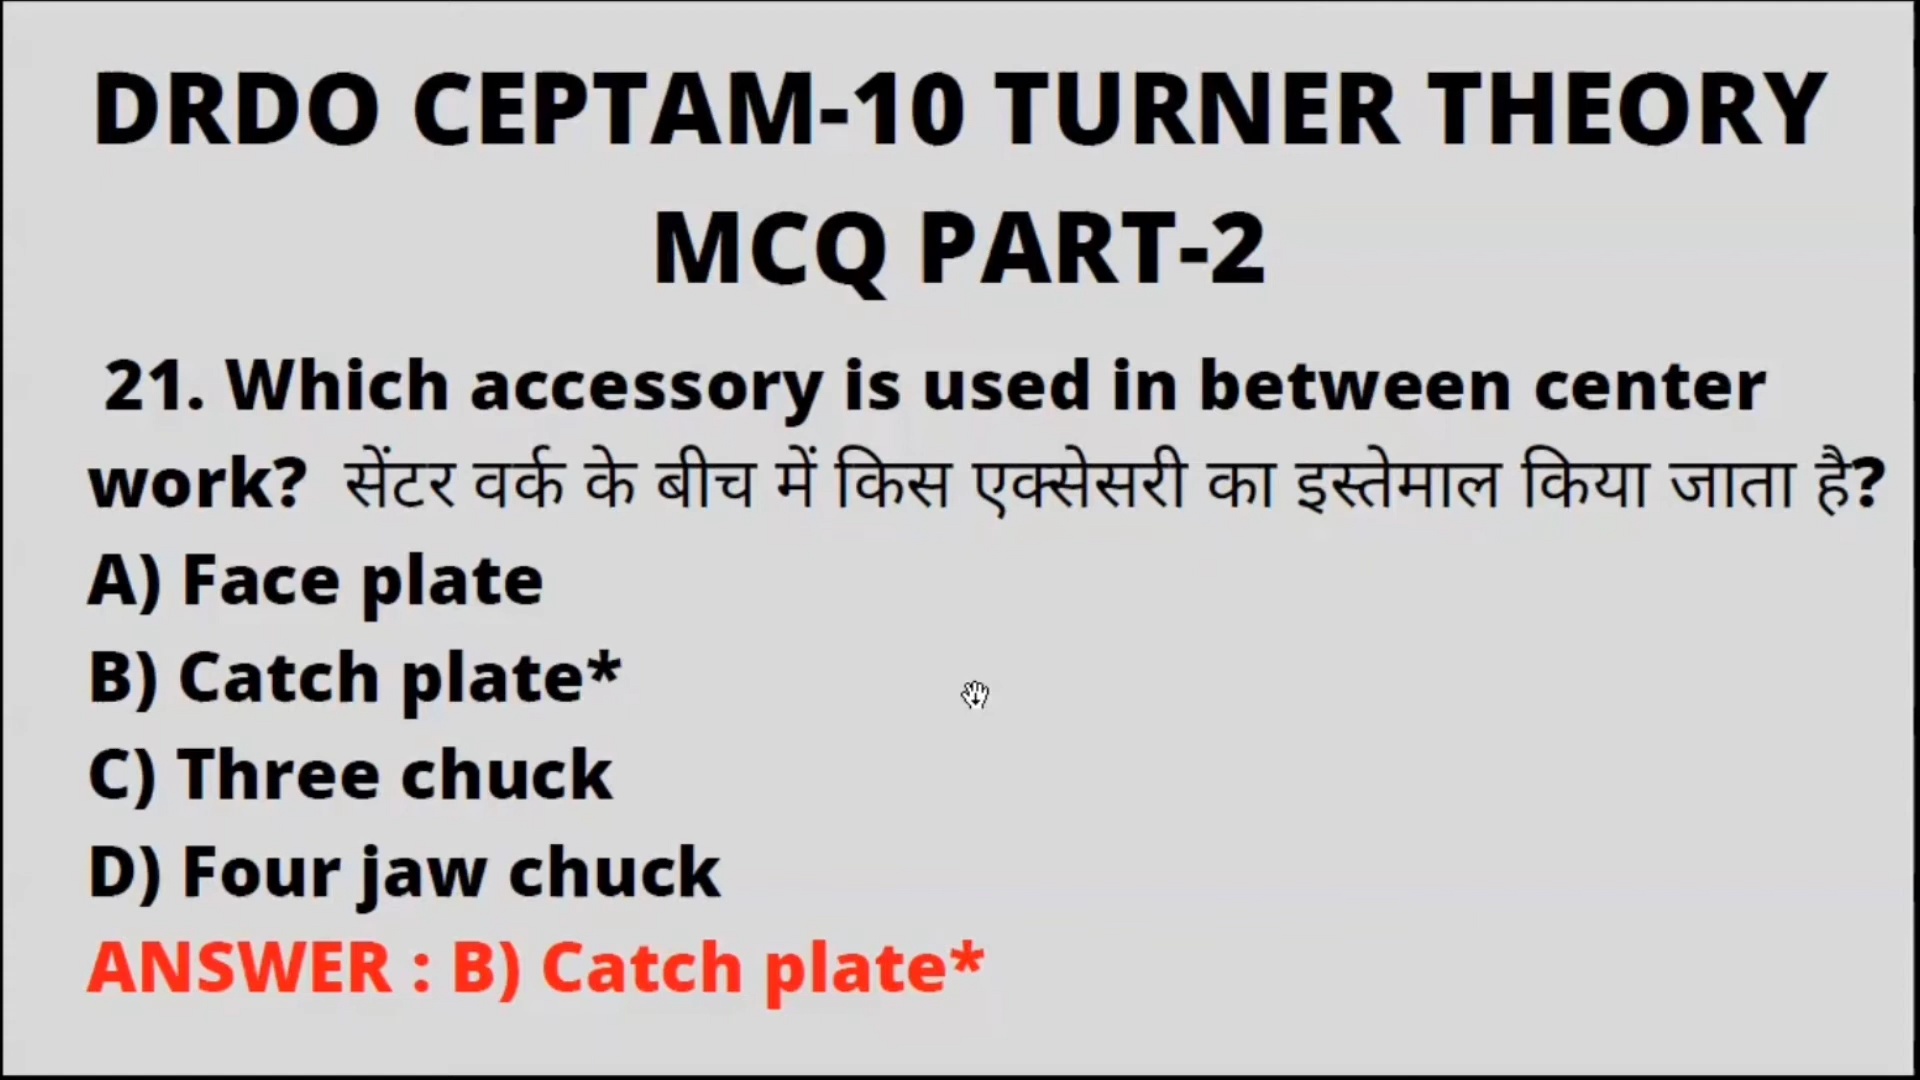 DRDO CEPTAM-10 TURNER THEORY
MCQ PART-2
21. Which accessory is used in between center
work? सेंटर वर्क के बीच में किस एक्सेसरी का इस्तेमाल किया जाता है?
A) Face plate
B) Catch plate*
C) Three chuck
D) Four jaw chuck
ANSWER : B) Catch plate*